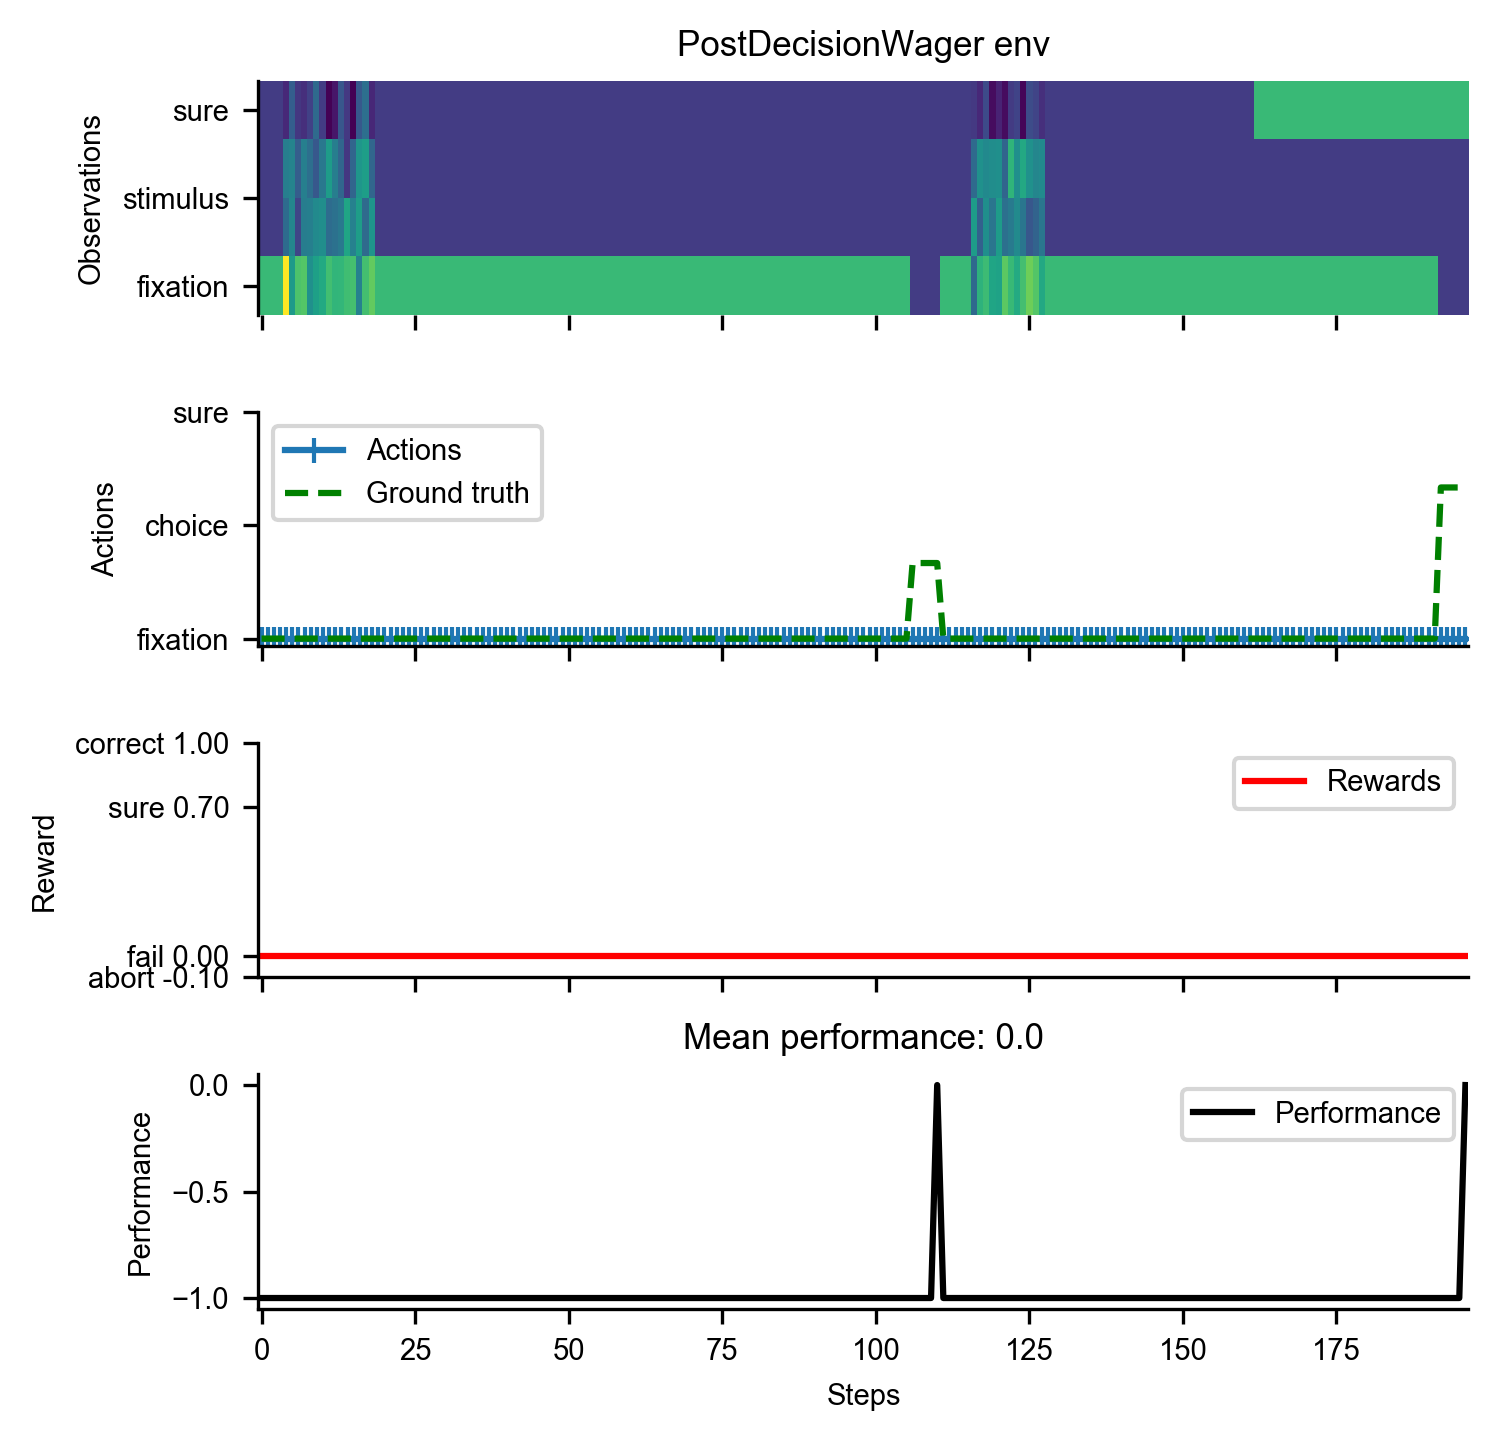 PostDecisionWager env
Observations
sure
stimulus
fixation
Actions
sure
choice
fixation
Actions
Ground truth
Reward
correct 1.00
sure 0.70
fail 0.00
abort -0.10
Rewards
Mean performance: 0.0
Performance
0.0
−0.5
−1.0
Performance
0 25 50 75 100 125 150 175
Steps